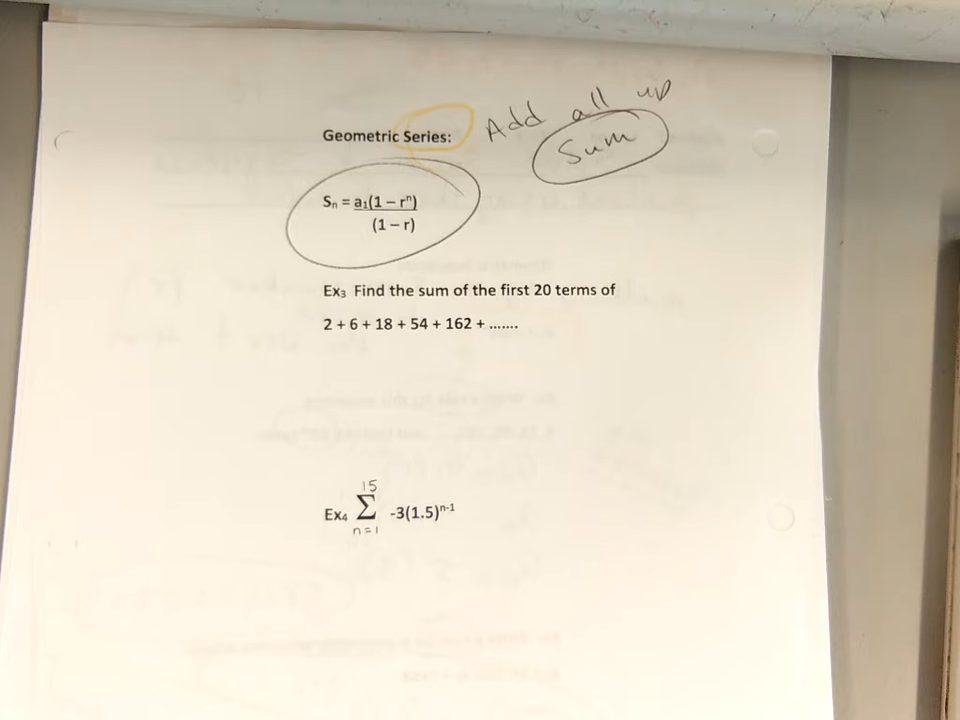 Geometric Series: Add all up
Sum
Sₙ = a₁(1 – rⁿ)
(1 – r)
Ex₃ Find the sum of the first 20 terms of
2 + 6 + 18 + 54 + 162 + .......
15
Ex₄ Σ -3(1.5)ⁿ⁻¹
n=1